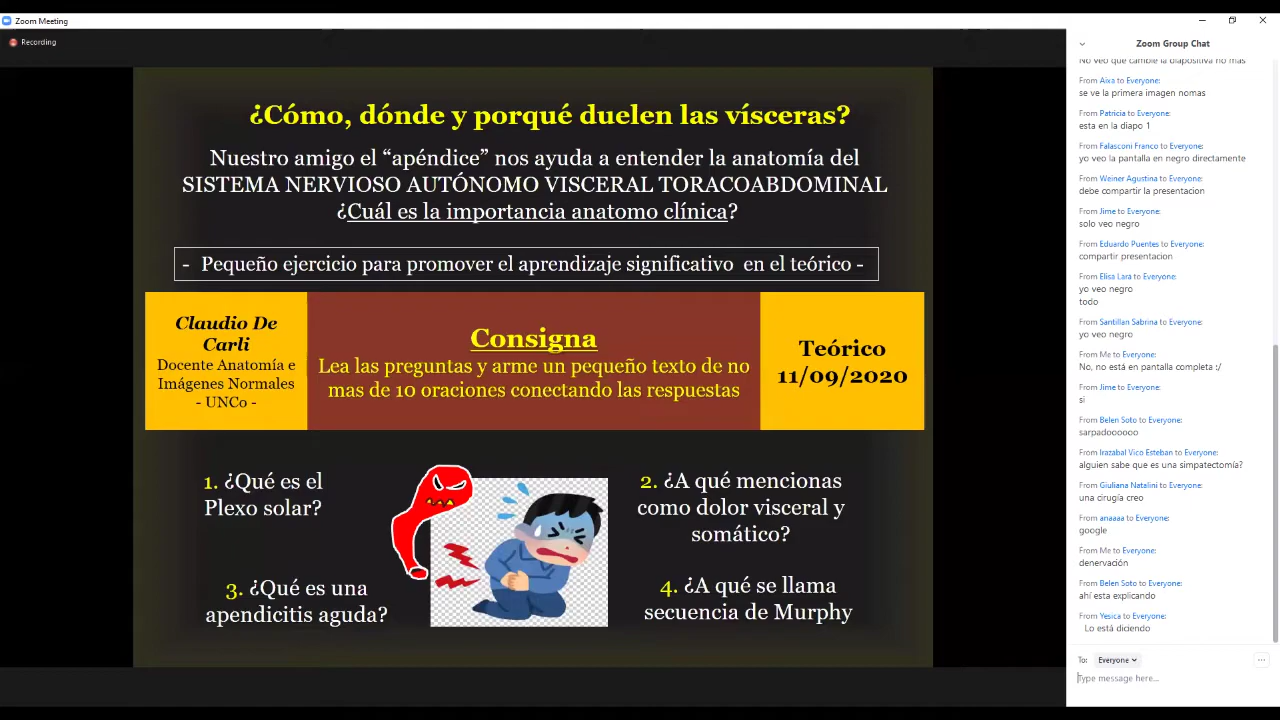 Zoom Meeting
Recording
¿Cómo, dónde y porqué duelen las vísceras?
Nuestro amigo el “apéndice” nos ayuda a entender la anatomía del
SISTEMA NERVIOSO AUTÓNOMO VISCERAL TORACOABDOMINAL
¿Cuál es la importancia anatomo clínica?
- Pequeño ejercicio para promover el aprendizaje significativo en el teórico -
Claudio De
Carli
Docente Anatomía e
Imágenes Normales
- UNCo -
Consigna
Lea las preguntas y arme un pequeño texto de no
mas de 10 oraciones conectando las respuestas
Teórico
11/09/2020
1. ¿Qué es el
Plexo solar?
2. ¿A qué mencionas
como dolor visceral y
somático?
3. ¿Qué es una
apendicitis aguda?
4. ¿A qué se llama
secuencia de Murphy
Zoom Group Chat
No veo que cambie la diapositiva no mas
From Aixa to Everyone:
se ve la primera imagen nomas
From Patricia to Everyone:
esta en la diapo 1
From Falasconi Franco to Everyone:
yo veo la pantalla en negro directamente
From Weiner Agustina to Everyone:
debe compartir la presentacion
From Jime to Everyone:
solo veo negro
From Eduardo Puentes to Everyone:
compartir presentacion
From Elisa Lara to Everyone:
yo veo negro
todo
From Santillan Sabrina to Everyone:
yo veo negro
From Me to Everyone:
No, no está en pantalla completa :/
From Jime to Everyone:
si
From Belen Soto to Everyone:
sarpadoooooo
From Irazabal Vico Esteban to Everyone:
alguien sabe que es una simpatectomía?
From Giuliana Natalini to Everyone:
una cirugía creo
From anaaaa to Everyone:
google
From Me to Everyone:
denervación
From Belen Soto to Everyone:
ahí esta explicando
From Yesica to Everyone:
Lo está diciendo
To: Everyone
Type message here...